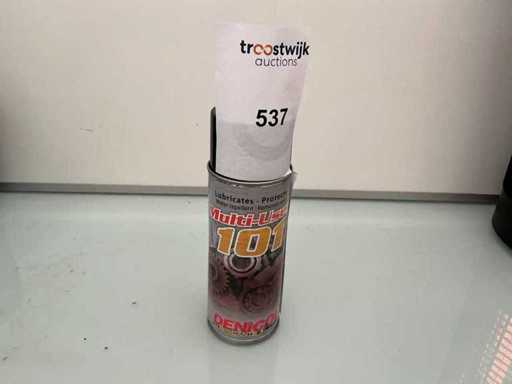 troostwijk
auctions
537
Lubricates - Protects
Multi-Use
101
DENICOL